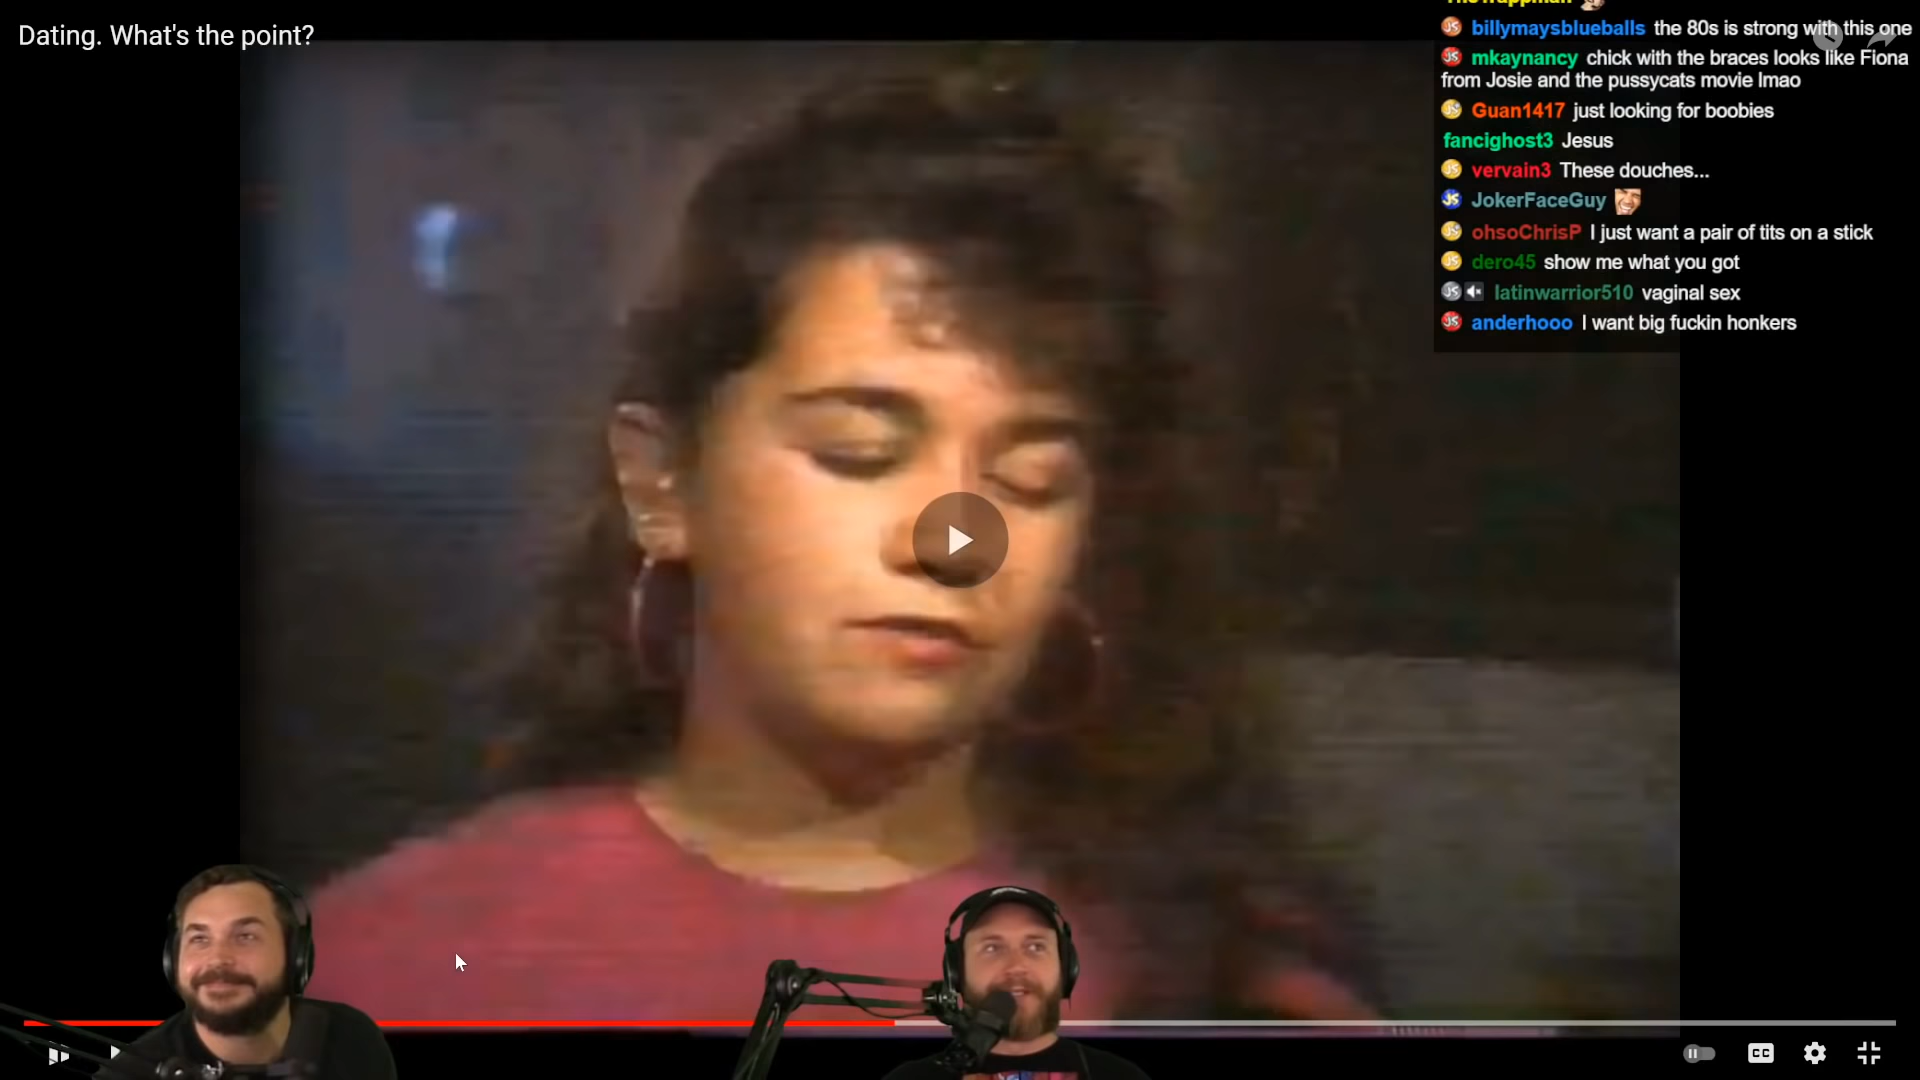 Dating. What's the point?
TheTrappman
billymaysblueballs the 80s is strong with this one
mkaynancy chick with the braces looks like Fiona
from Josie and the pussycats movie lmao
Guan1417 just looking for boobies
fancighost3 Jesus
vervain3 These douches...
JokerFaceGuy
ohsoChrisP I just want a pair of tits on a stick
dero45 show me what you got
latinwarrior510 vaginal sex
anderhooo I want big fuckin honkers
CC